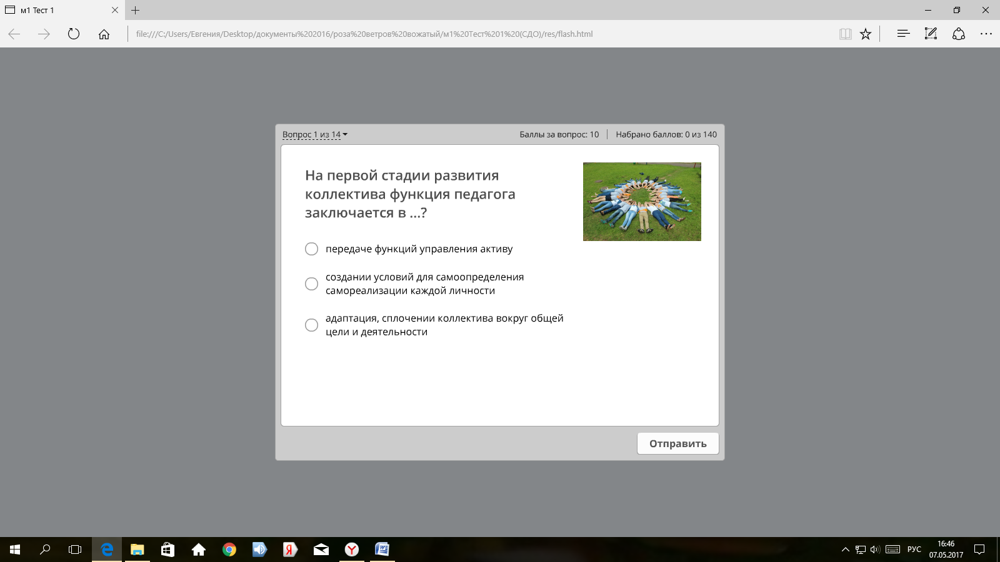 м1 Тест 1
file:///C:/Users/Евгения/Desktop/документы%202016/роза%20ветров%20вожатый/м1%20Тест%201%20(СДО)/res/flash.html
Вопрос 1 из 14
Баллы за вопрос: 10
Набрано баллов: 0 из 140
На первой стадии развития
коллектива функция педагога
заключается в ...?
передаче функций управления активу
создании условий для самоопределения
самореализации каждой личности
адаптация, сплочении коллектива вокруг общей
цели и деятельности
Отправить
РУС
16:46
07.05.2017